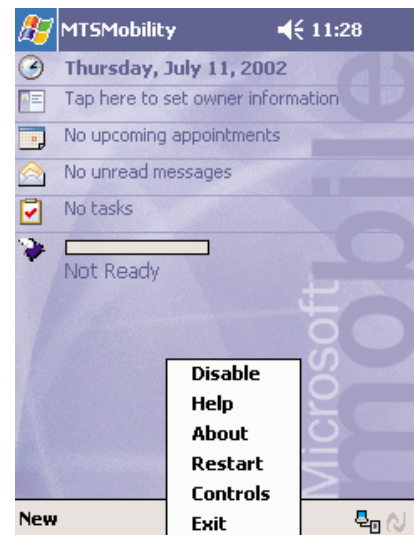 MTSMobility 11:28
Thursday, July 11, 2002
Tap here to set owner information
No upcoming appointments
No unread messages
No tasks
Not Ready
Disable
Help
About
Restart
Controls
Exit
New
Microsoft
mobile